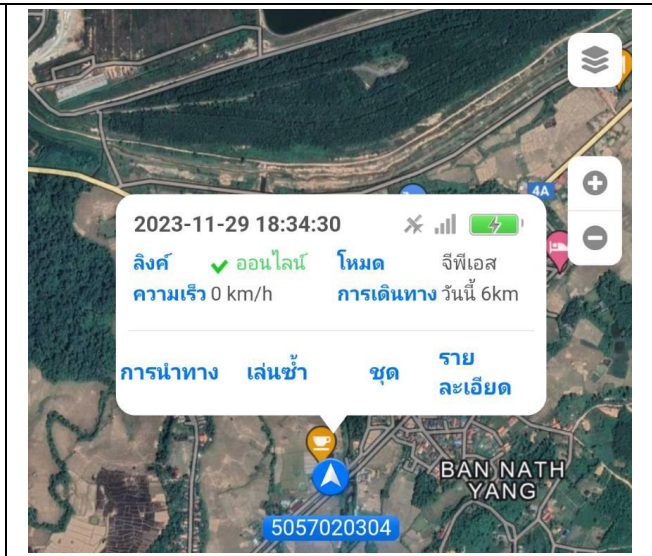 4A
2023-11-29 18:34:30
ลิงค์ ออนไลน์ โหมด จีพีเอส
ความเร็ว 0 km/h การเดินทาง วันนี้ 6km
การนำทาง เล่นซ้ำ ชุด ราย
ละเอียด
BAN NATH
YANG
5057020304